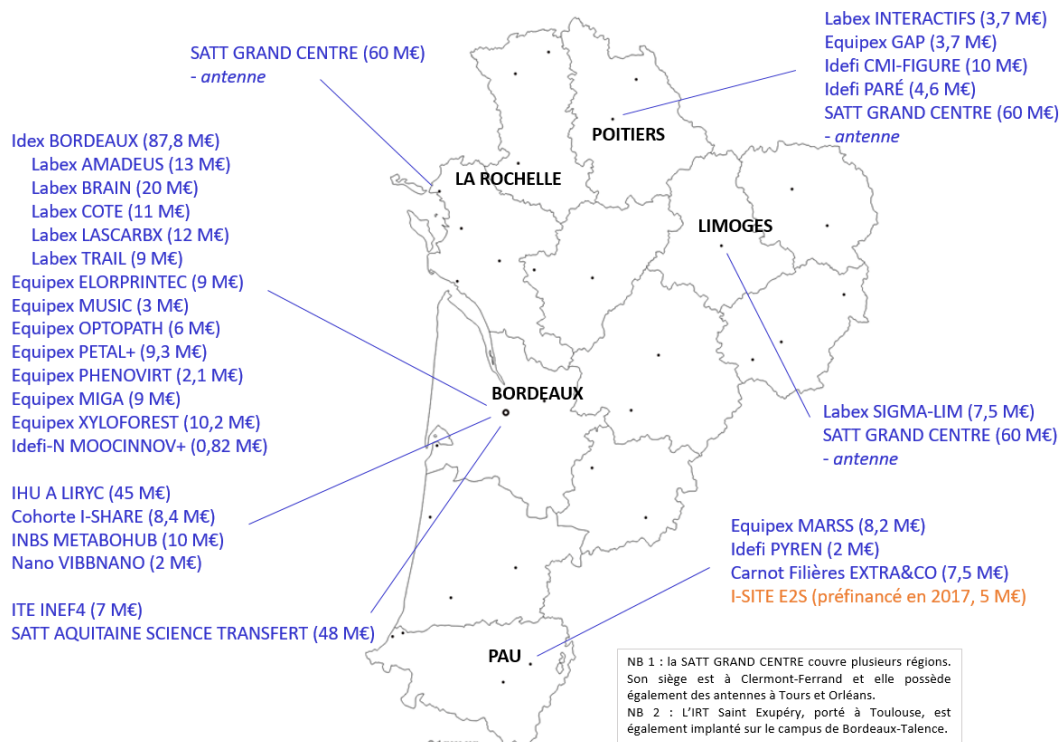 SATT GRAND CENTRE (60 M€)
- antenne
Labex INTERACTIFS (3,7 M€)
Equipex GAP (3,7 M€)
Idefi CMI-FIGURE (10 M€)
Idefi PARÉ (4,6 M€)
SATT GRAND CENTRE (60 M€)
- antenne
POITIERS
LA ROCHELLE
LIMOGES
Idex BORDEAUX (87,8 M€)
Labex AMADEUS (13 M€)
Labex BRAIN (20 M€)
Labex COTE (11 M€)
Labex LASCARBX (12 M€)
Labex TRAIL (9 M€)
Equipex ELORPRINTEC (9 M€)
Equipex MUSIC (3 M€)
Equipex OPTOPATH (6 M€)
Equipex PETAL+ (9,3 M€)
Equipex PHENOVIRT (2,1 M€)
Equipex MIGA (9 M€)
Equipex XYLOFOREST (10,2 M€)
Idefi-N MOOCINNOV+ (0,82 M€)
BORDEAUX
IHU A LIRYC (45 M€)
Cohorte I-SHARE (8,4 M€)
INBS METABOHUB (10 M€)
Nano VIBBNANO (2 M€)
ITE INEF4 (7 M€)
SATT AQUITAINE SCIENCE TRANSFERT (48 M€)
Labex SIGMA-LIM (7,5 M€)
SATT GRAND CENTRE (60 M€)
- antenne
Equipex MARSS (8,2 M€)
Idefi PYREN (2 M€)
Carnot Filières EXTRA&CO (7,5 M€)
I-SITE E2S (préfinancé en 2017, 5 M€)
PAU
NB 1 : la SATT GRAND CENTRE couvre plusieurs régions.
Son siège est à Clermont-Ferrand et elle possède
également des antennes à Tours et Orléans.
NB 2 : L'IRT Saint Exupéry, porté à Toulouse, est
également implanté sur le campus de Bordeaux-Talence.